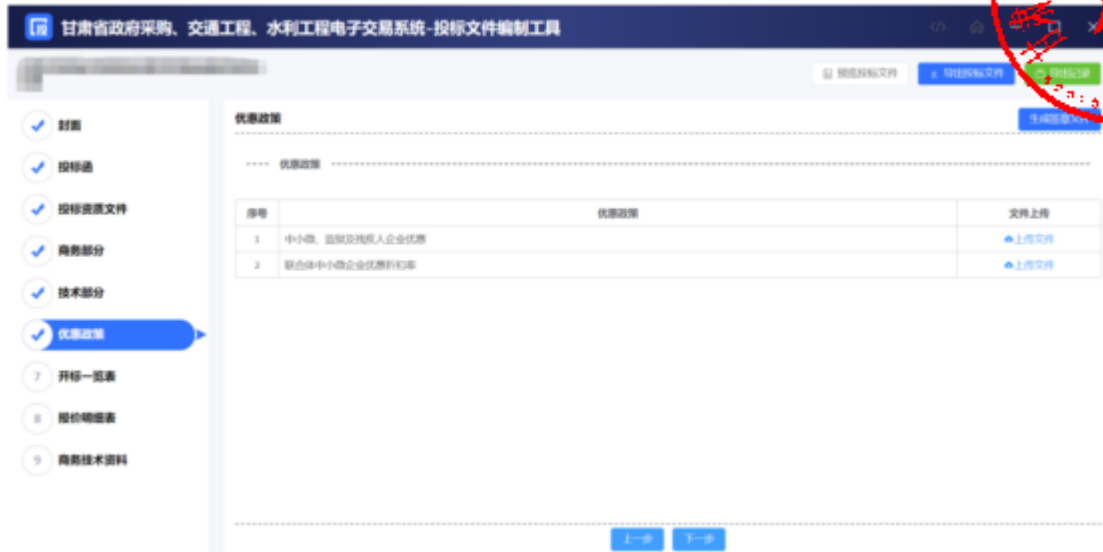 甘肃省政府采购、交通工程、水利工程电子交易系统-投标文件编制工具
预览投标文件
导出投标文件
导出记录
封面
投标函
投标资质文件
商务部分
技术部分
优惠政策
7 开标一览表
8 报价明细表
9 商务技术资料
优惠政策
生成签章文件
优惠政策
序号 优惠政策 文件上传
1 中小微、监狱及残疾人企业优惠 上传文件
2 联合体中小微企业优惠折扣率 上传文件
上一步 下一步